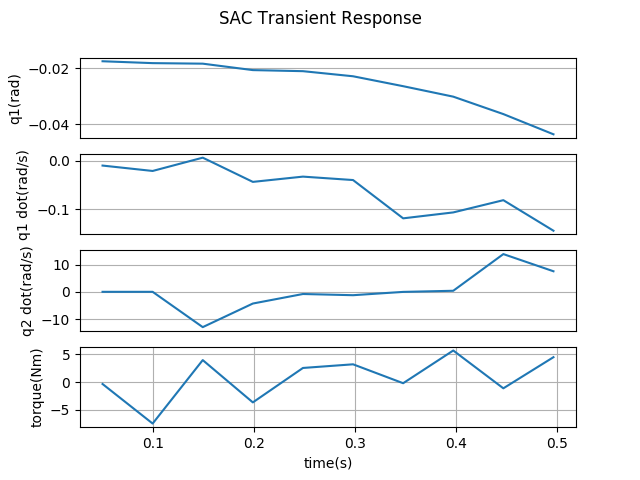 SAC Transient Response
−0.02
−0.04
q1(rad)
0.0
−0.1
q1 dot(rad/s)
10
0
−10
q2 dot(rad/s)
5
0
−5
torque(Nm)
0.1 0.2 0.3 0.4 0.5
time(s)